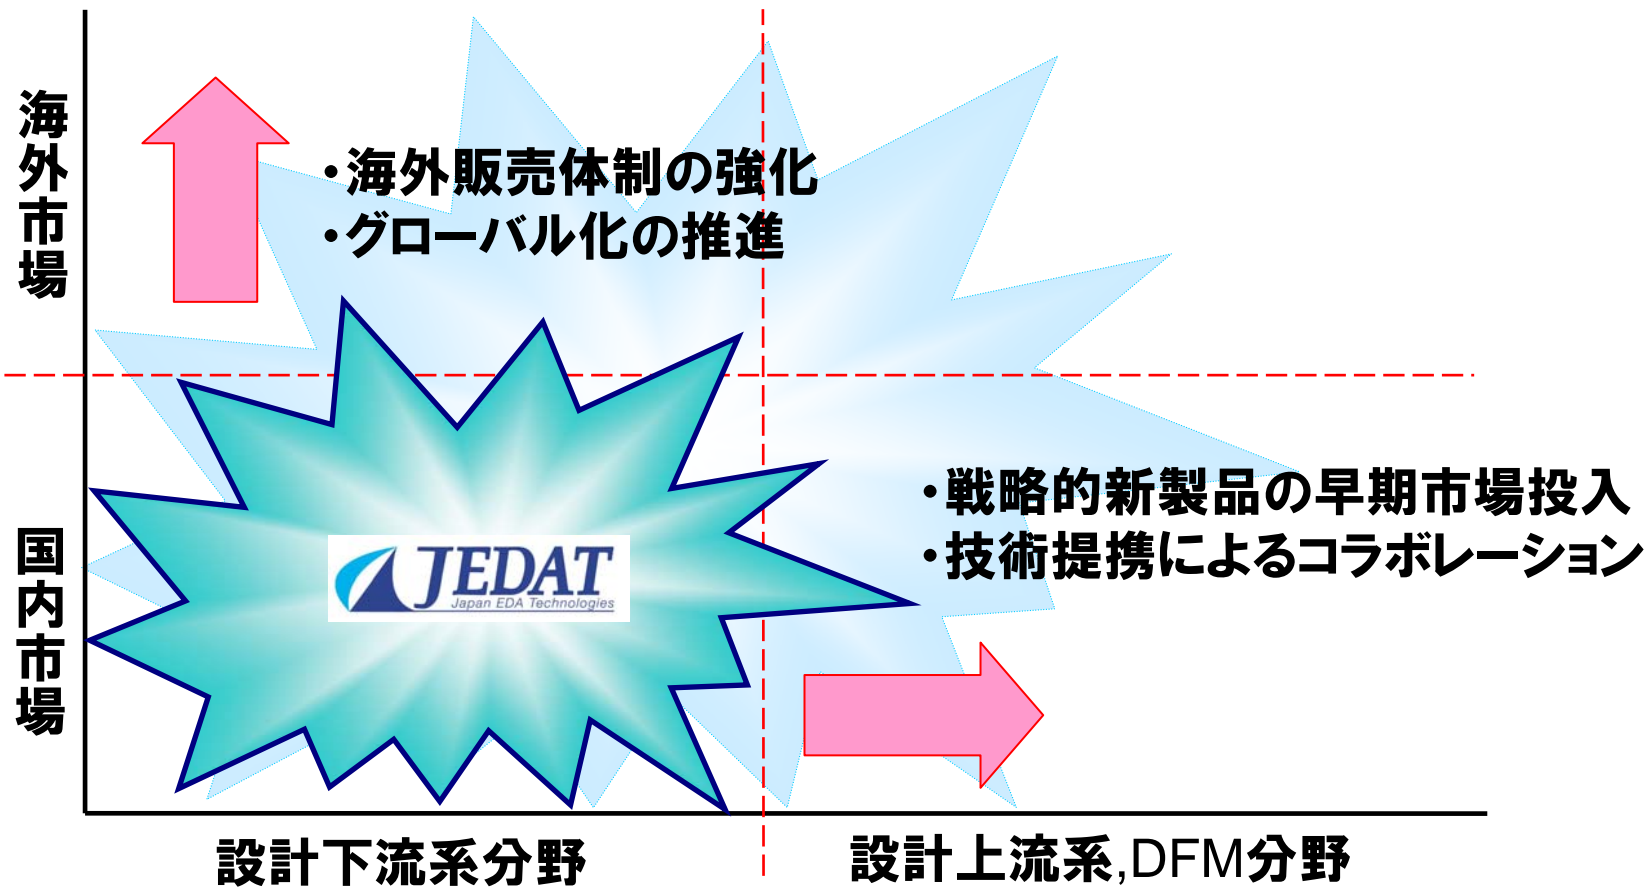 海外市場
・海外販売体制の強化
・グローバル化の推進
国内市場
JEDAT
Japan EDA Technologies
・戦略的新製品の早期市場投入
・技術提携によるコラボレーション
設計下流系分野
設計上流系,DFM分野